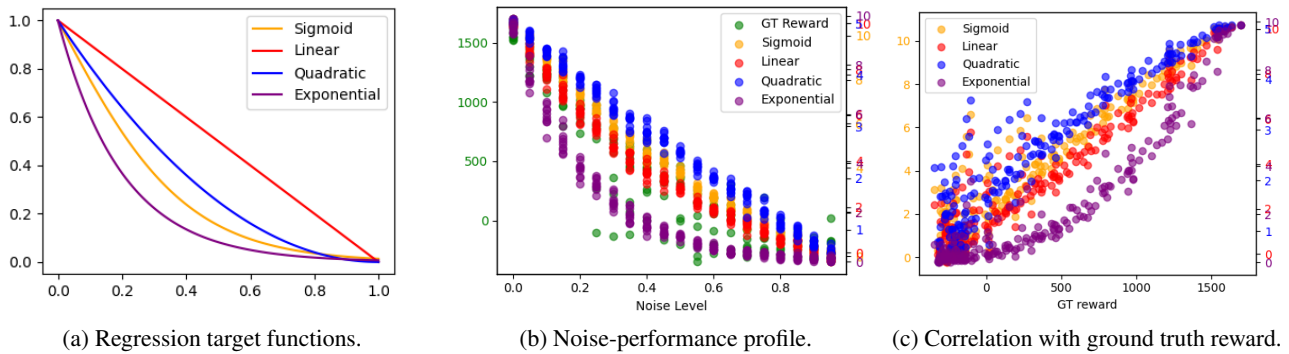 Sigmoid
Linear
Quadratic
Exponential
1.0
0.8
0.6
0.4
0.2
0.0
0.0 0.2 0.4 0.6 0.8 1.0
(a) Regression target functions.
GT Reward
Sigmoid
Linear
Quadratic
Exponential
1500
1000
500
0
0.0 0.2 0.4 0.6 0.8
Noise Level
(b) Noise-performance profile.
Sigmoid
Linear
Quadratic
Exponential
10
8
6
4
2
0
0 500 1000 1500
GT reward
(c) Correlation with ground truth reward.